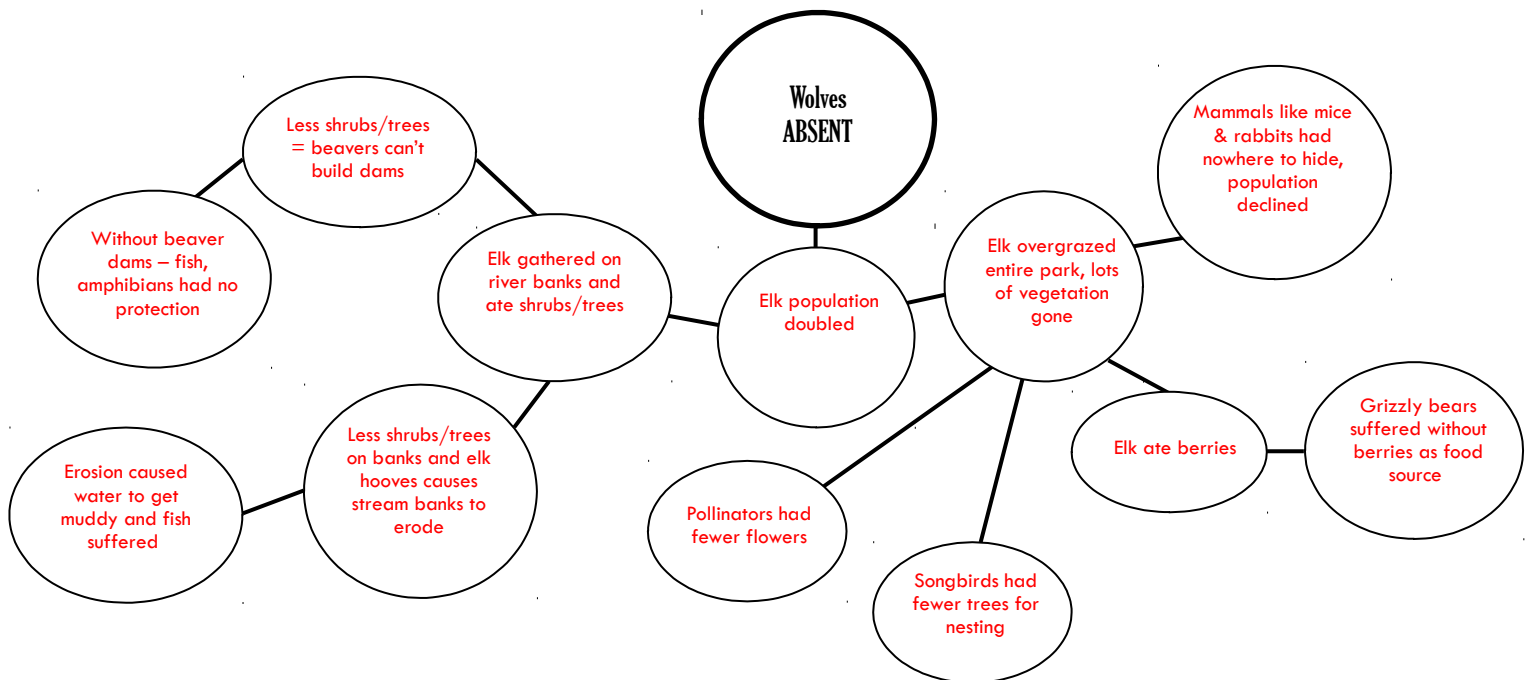 Wolves
ABSENT
Less shrubs/trees
= beavers can't
build dams
Without beaver
dams – fish,
amphibians had no
protection
Elk gathered on
river banks and
ate shrubs/trees
Elk population
doubled
Elk overgrazed
entire park, lots
of vegetation
gone
Mammals like mice
& rabbits had
nowhere to hide,
population
declined
Less shrubs/trees
on banks and elk
hooves causes
stream banks to
erode
Erosion caused
water to get
muddy and fish
suffered
Pollinators had
fewer flowers
Songbirds had
fewer trees for
nesting
Elk ate berries
Grizzly bears
suffered without
berries as food
source